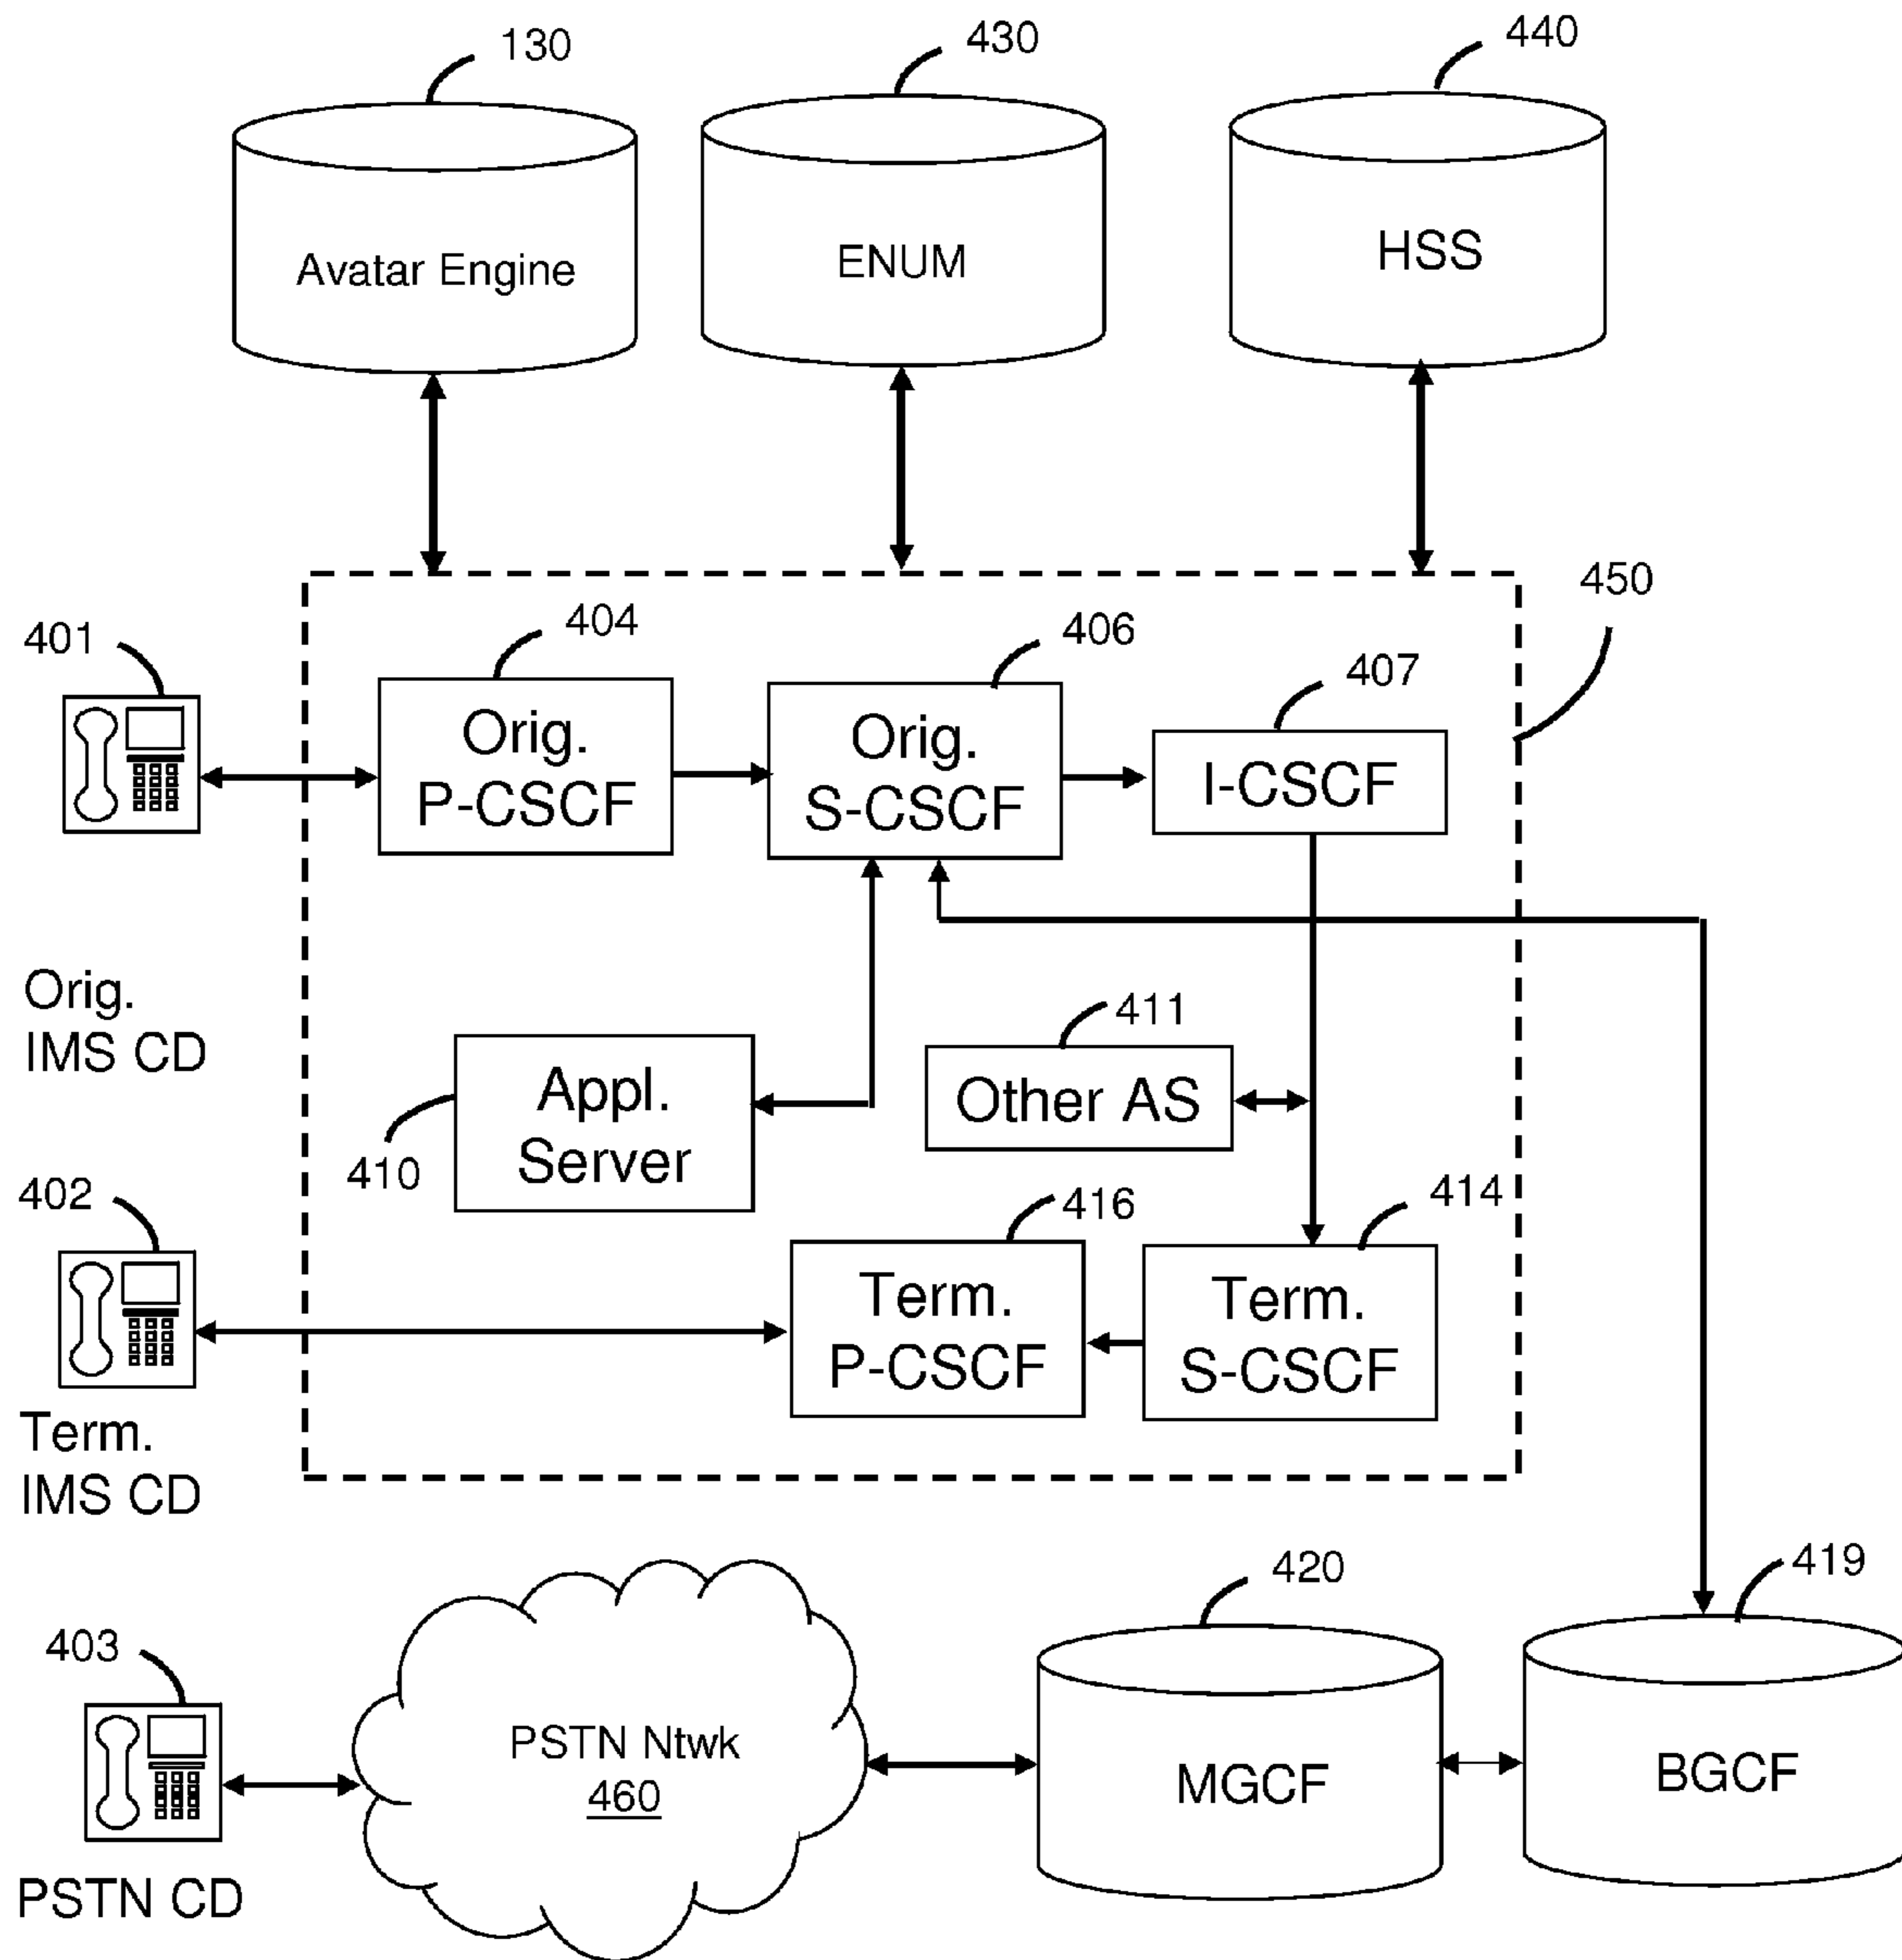 130
430
440
Avatar Engine
ENUM
HSS
450
401
404
406
407
Orig.
P-CSCF
Orig.
S-CSCF
I-CSCF
Orig.
IMS CD
411
Appl.
Server
Other AS
410
402
416
414
Term.
P-CSCF
Term.
S-CSCF
Term.
IMS CD
420
419
403
PSTN Ntwk
460
MGCF
BGCF
PSTN CD